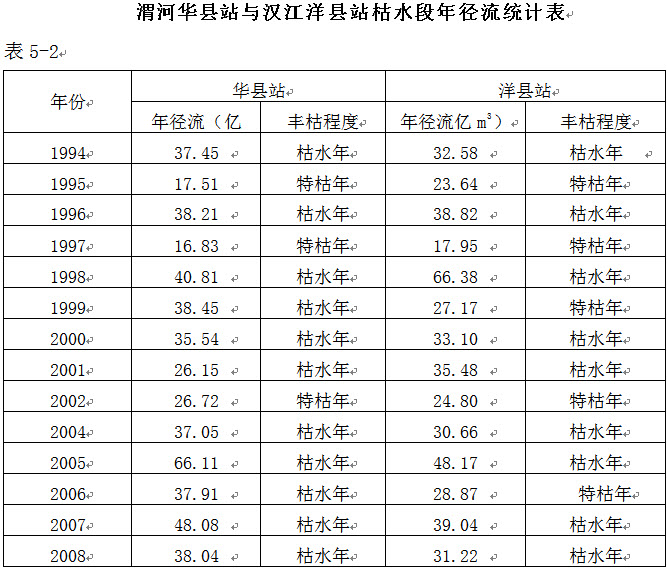 渭河华县站与汉江洋县站枯水段年径流统计表
表 5-2
年份 华县站 洋县站
年径流（亿 丰枯程度 年径流亿 m³） 丰枯程度
1994 37.45 枯水年 32.58 枯水年
1995 17.51 特枯年 23.64 特枯年
1996 38.21 枯水年 38.82 枯水年
1997 16.83 特枯年 17.95 特枯年
1998 40.81 枯水年 66.38 枯水年
1999 38.45 枯水年 27.17 特枯年
2000 35.54 枯水年 33.10 枯水年
2001 26.15 枯水年 35.48 枯水年
2002 26.72 特枯年 24.80 特枯年
2004 37.05 枯水年 30.66 枯水年
2005 66.11 枯水年 48.17 枯水年
2006 37.91 枯水年 28.87 特枯年
2007 48.08 枯水年 39.04 枯水年
2008 38.04 枯水年 31.22 枯水年